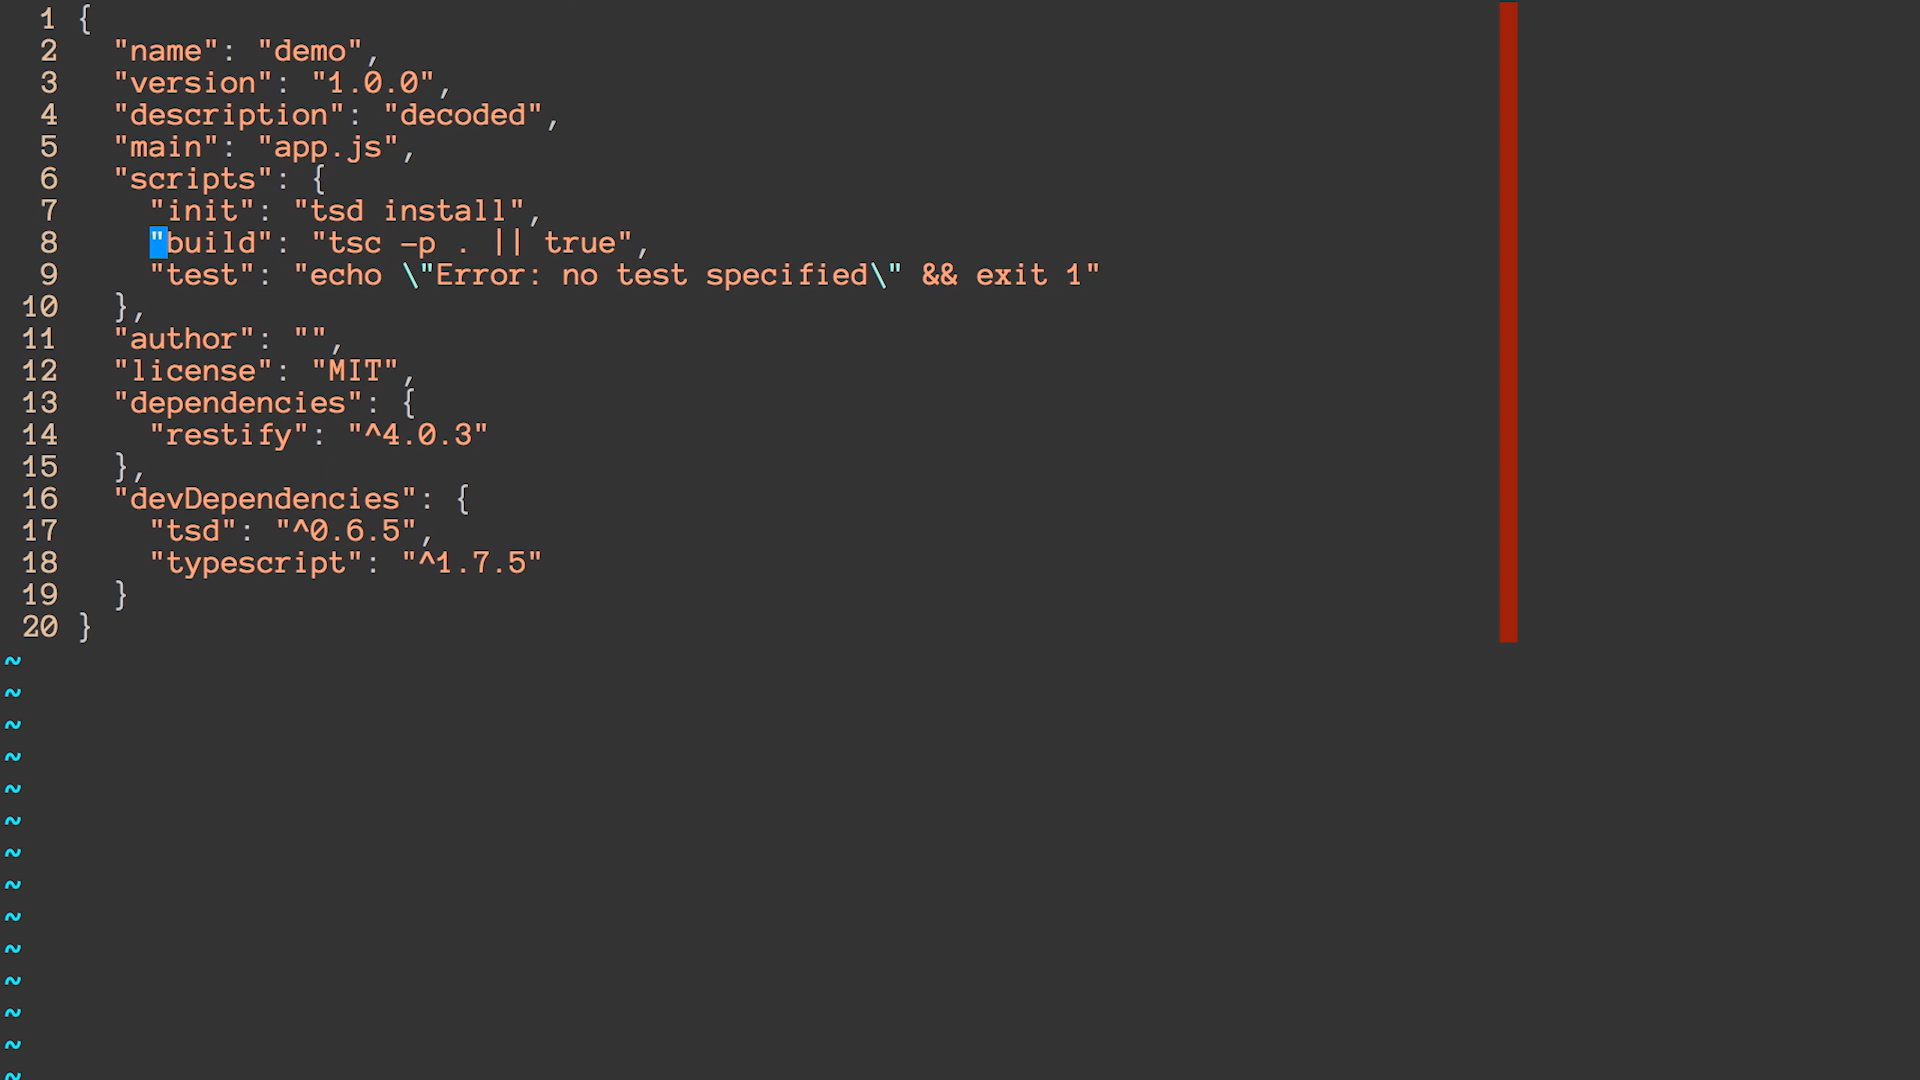 1 {
2   "name": "demo",
3   "version": "1.0.0",
4   "description": "decoded",
5   "main": "app.js",
6   "scripts": {
7     "init": "tsd install",
8     "build": "tsc -p . || true",
9     "test": "echo \"Error: no test specified\" && exit 1"
10   },
11   "author": "",
12   "license": "MIT",
13   "dependencies": {
14     "restify": "^4.0.3"
15   },
16   "devDependencies": {
17     "tsd": "^0.6.5",
18     "typescript": "^1.7.5"
19   }
20 }
~
~
~
~
~
~
~
~
~
~
~
~
~
~